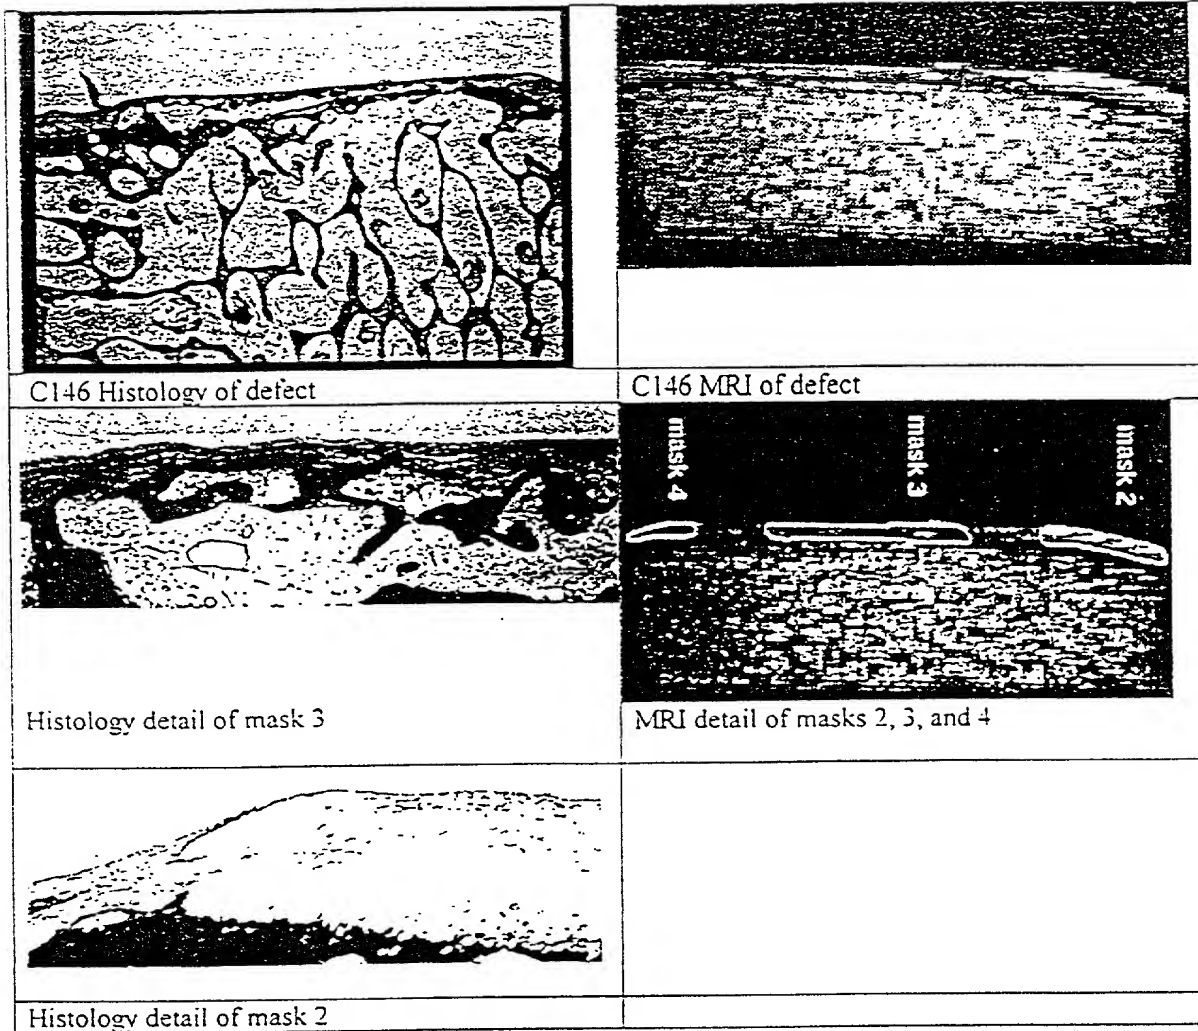 C146 Histology of defect
C146 MRI of defect
mask 4
mask 3
mask 2
Histology detail of mask 3
MRI detail of masks 2, 3, and 4
Histology detail of mask 2